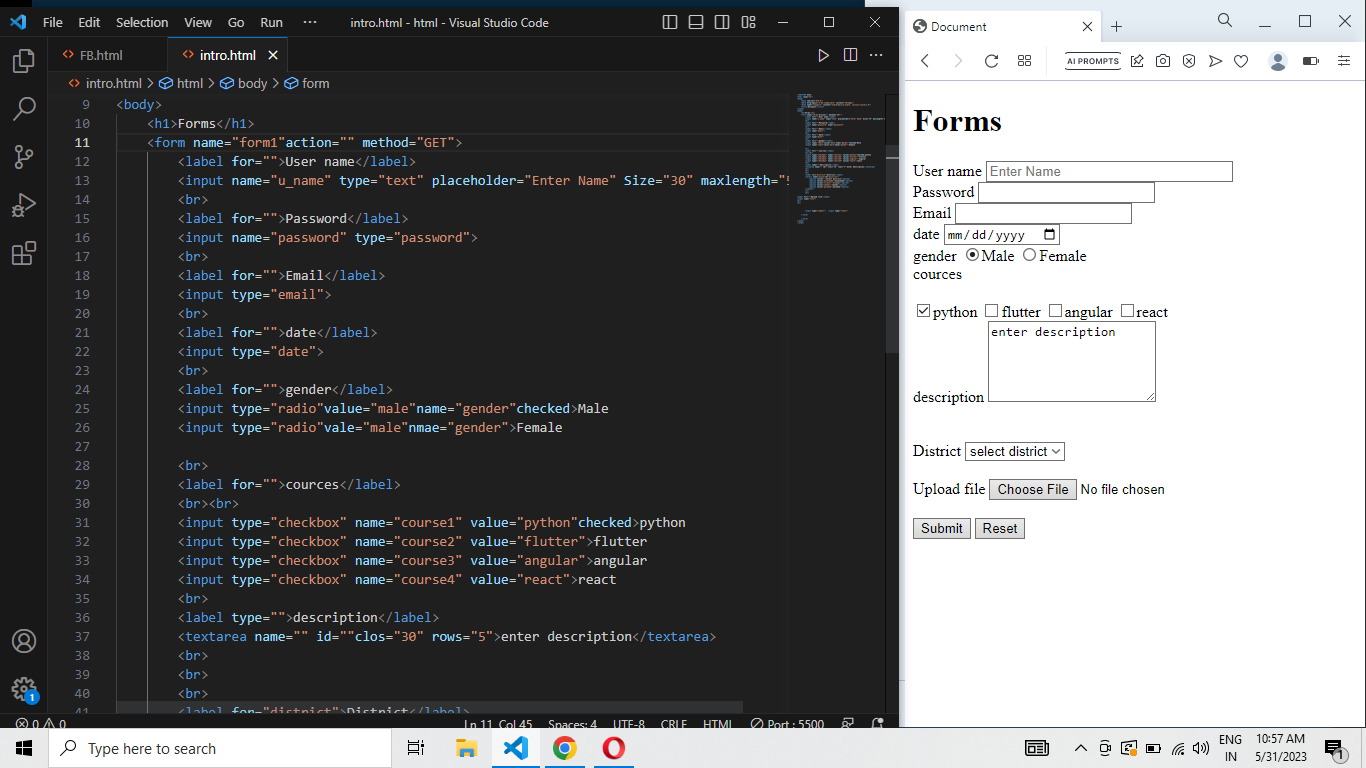 File Edit Selection View Go Run ··· intro.html - html - Visual Studio Code
FB.html intro.html
intro.html > html > body > form
9 <body>
10 <h1>Forms</h1>
11 <form name="form1"action="" method="GET">
12 <label for="">User name</label>
13 <input name="u_name" type="text" placeholder="Enter Name" Size="30" maxlength="5
14 <br>
15 <label for="">Password</label>
16 <input name="password" type="password">
17 <br>
18 <label for="">Email</label>
19 <input type="email">
20 <br>
21 <label for="">date</label>
22 <input type="date">
23 <br>
24 <label for="">gender</label>
25 <input type="radio"value="male"name="gender"checked>Male
26 <input type="radio"vale="male"nmae="gender">Female
27
28 <br>
29 <label for="">cources</label>
30 <br><br>
31 <input type="checkbox" name="course1" value="python"checked>python
32 <input type="checkbox" name="course2" value="flutter">flutter
33 <input type="checkbox" name="course3" value="angular">angular
34 <input type="checkbox" name="course4" value="react">react
35 <br>
36 <label type="">description</label>
37 <textarea name="" id=""clos="30" rows="5">enter description</textarea>
38 <br>
39 <br>
40 <br>
41 <label for="district">District</label>
1
0 0 Ln 11, Col 45 Spaces: 4 UTF-8 CRLF HTML Port : 5500
Document
AI PROMPTS
Forms
User name Enter Name
Password
Email
date mm/dd/yyyy
gender Male Female
cources
python flutter angular react
enter description
description
District select district
Upload file Choose File No file chosen
Submit Reset
Type here to search
ENG
IN
10:57 AM
5/31/2023
1